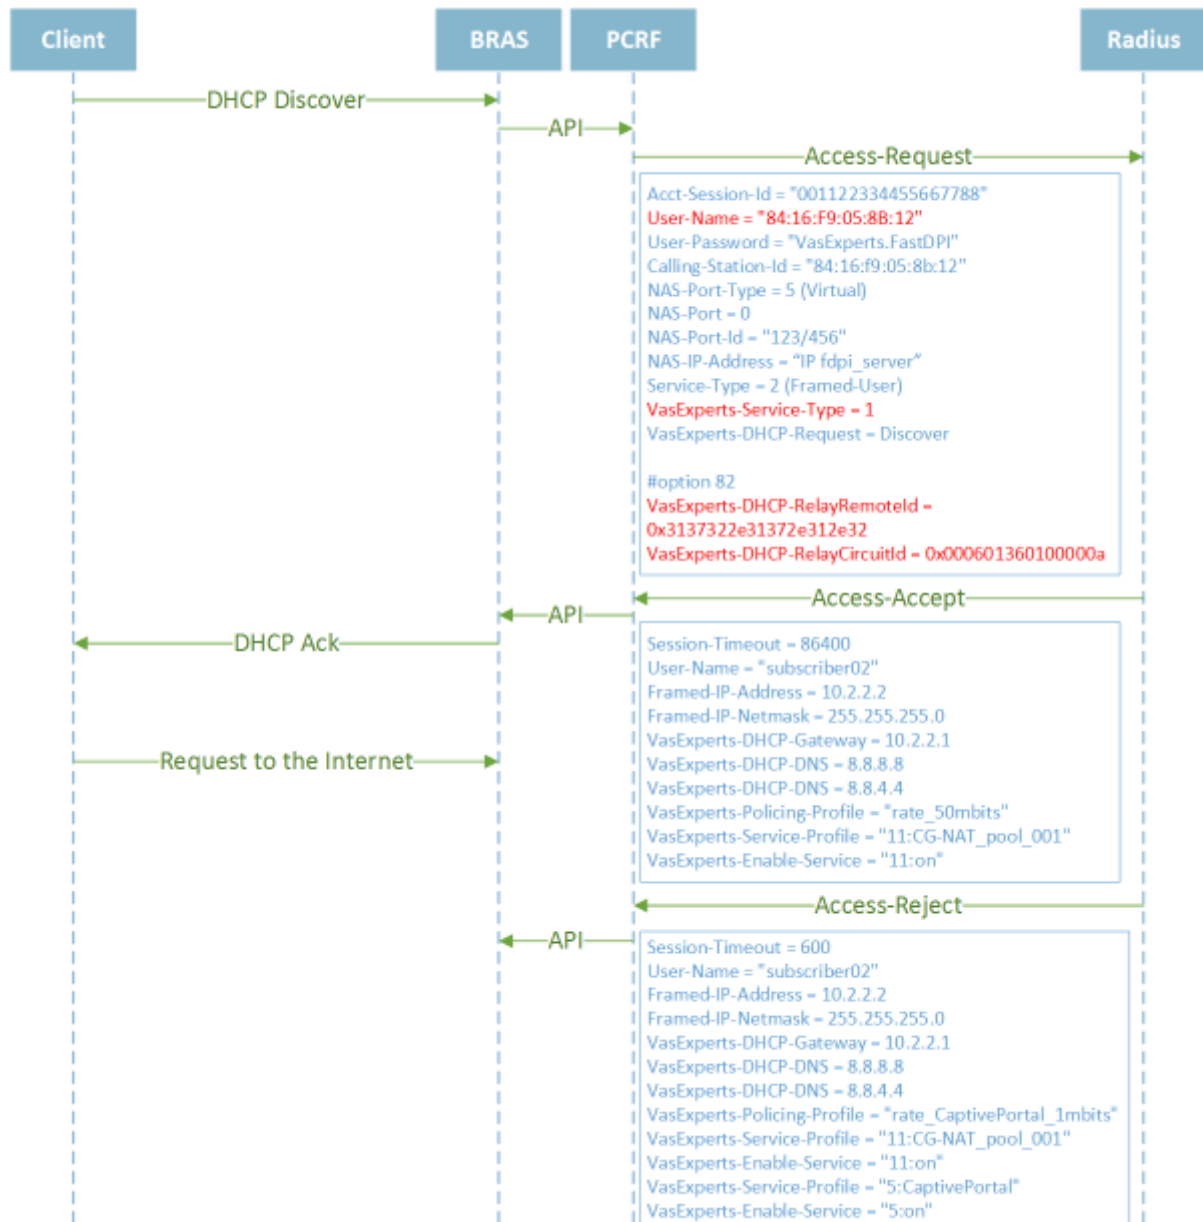 Client
BRAS
PCRF
Radius
DHCP Discover
API
Access-Request
Acct-Session-Id = "001122334455667788"
User-Name = "84:16:F9:05:8B:12"
User-Password = "VasExperts.FastDPI"
Calling-Station-Id = "84:16:f9:05:8b:12"
NAS-Port-Type = 5 (Virtual)
NAS-Port = 0
NAS-Port-Id = "123/456"
NAS-IP-Address = “IP fdpi_server”
Service-Type = 2 (Framed-User)
VasExperts-Service-Type = 1
VasExperts-DHCP-Request = Discover
#option 82
VasExperts-DHCP-RelayRemoteId =
0x3137322e31372e312e32
VasExperts-DHCP-RelayCircuitId = 0x000601360100000a
Access-Accept
API
DHCP Ack
Session-Timeout = 86400
User-Name = "subscriber02"
Framed-IP-Address = 10.2.2.2
Framed-IP-Netmask = 255.255.255.0
VasExperts-DHCP-Gateway = 10.2.2.1
VasExperts-DHCP-DNS = 8.8.8.8
VasExperts-DHCP-DNS = 8.8.4.4
VasExperts-Policing-Profile = "rate_50mbits"
VasExperts-Service-Profile = "11:CG-NAT_pool_001"
VasExperts-Enable-Service = "11:on"
Request to the Internet
Access-Reject
API
Session-Timeout = 600
User-Name = "subscriber02"
Framed-IP-Address = 10.2.2.2
Framed-IP-Netmask = 255.255.255.0
VasExperts-DHCP-Gateway = 10.2.2.1
VasExperts-DHCP-DNS = 8.8.8.8
VasExperts-DHCP-DNS = 8.8.4.4
VasExperts-Policing-Profile = "rate_CaptivePortal_1mbits"
VasExperts-Service-Profile = "11:CG-NAT_pool_001"
VasExperts-Enable-Service = "11:on"
VasExperts-Service-Profile = "5:CaptivePortal"
VasExperts-Enable-Service = "5:on"